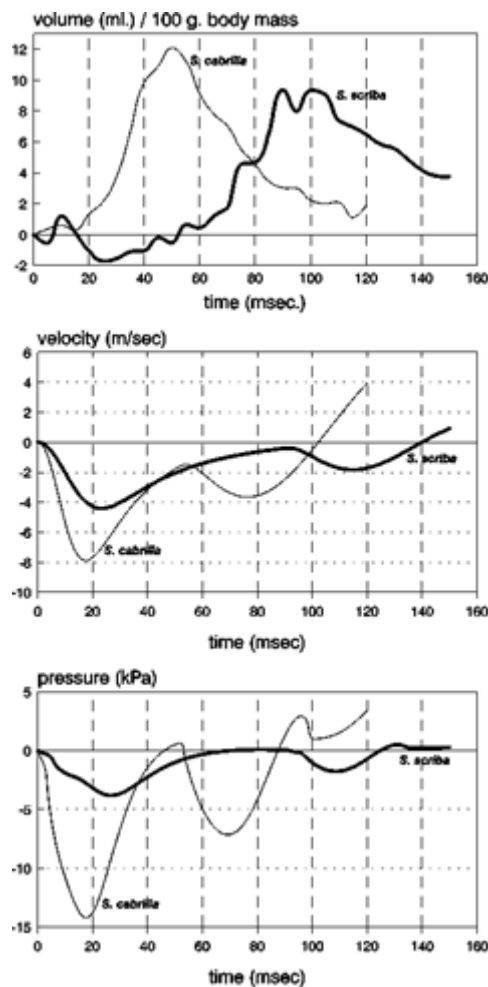 volume (ml.) / 100 g. body mass
12
S. cabrilla
10
S. scriba
8
6
4
2
0
-2
0 20 40 60 80 100 120 140 160
time (msec.)
velocity (m/sec)
6
4
2
0
S. scriba
-2
-4
-6
S. cabrilla
-8
-10
0 20 40 60 80 100 120 140 160
time (msec)
pressure (kPa)
5
0
S. scriba
-5
-10
S. cabrilla
-15
0 20 40 60 80 100 120 140 160
time (msec)